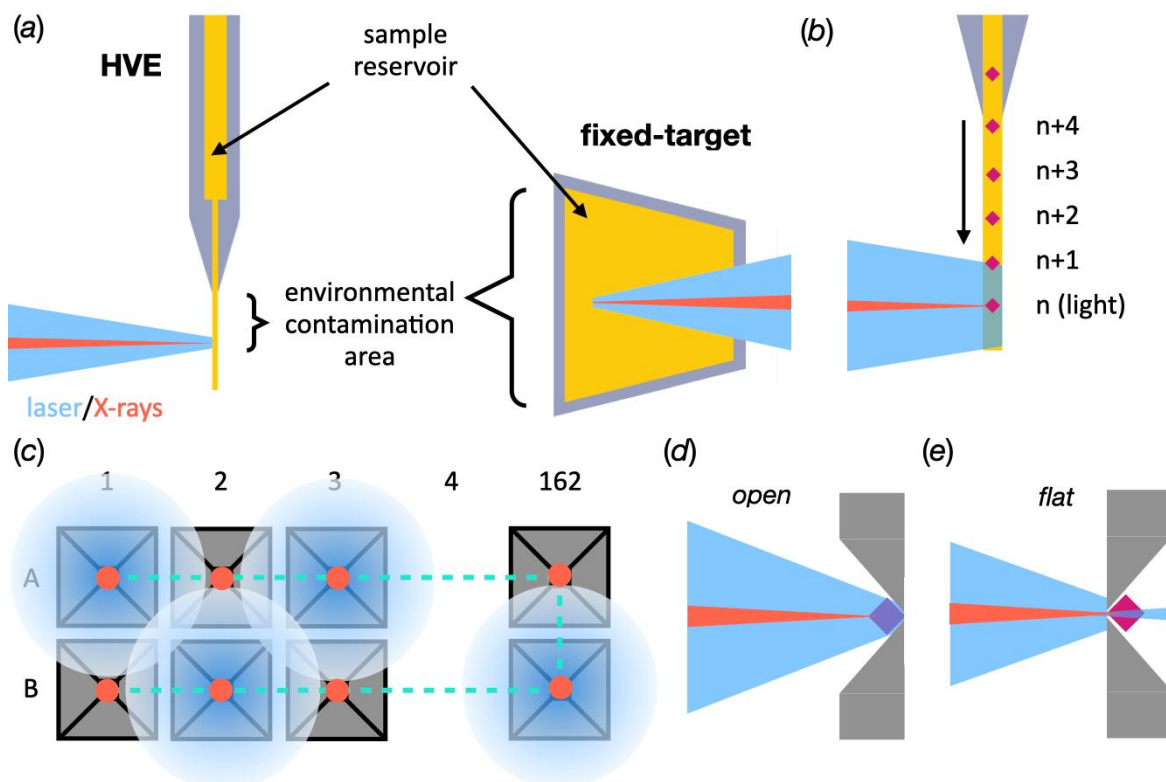 (a)
HVE
sample
reservoir
fixed-target
environmental
contamination
area
laser/X-rays
(b)
n+4
n+3
n+2
n+1
n (light)
(c)
1 2 3 4 162
A
B
(d)
open
(e)
flat